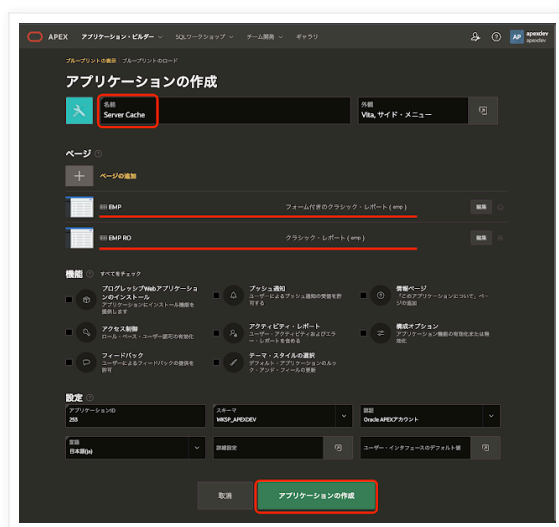 APEX アプリケーション・ビルダー SQLワークショップ チーム開発 ギャラリ AP apexdev
apexdev
ブループリントの表示 ブループリントのロード
アプリケーションの作成
名前
Server Cache
外観
Vita, サイド・メニュー
ページ
ページの追加
EMP フォーム付きのクラシック・レポート ( emp ) 編集
EMP RO クラシック・レポート ( emp ) 編集
機能 すべてをチェック
プログレッシブWebアプリケーションのインストール
アプリケーションにインストール機能を提供します
プッシュ通知
ユーザーによるプッシュ通知の受信を許可する
情報ページ
「このアプリケーションについて」ページの追加
アクセス制御
ロール・ベース・ユーザー認可の有効化
アクティビティ・レポート
ユーザー・アクティビティおよびエラー・レポートを含める
構成オプション
アプリケーション機能の有効化または無効化
フィードバック
ユーザーによるフィードバックの提供を許可
テーマ・スタイルの選択
デフォルト・アプリケーションのルック・アンド・フィールの更新
設定
アプリケーションID
255
スキーマ
MKSP_APEXDEV
認証
Oracle APEXアカウント
言語
日本語(ja)
詳細設定
ユーザー・インタフェースのデフォルト値
取消
アプリケーションの作成